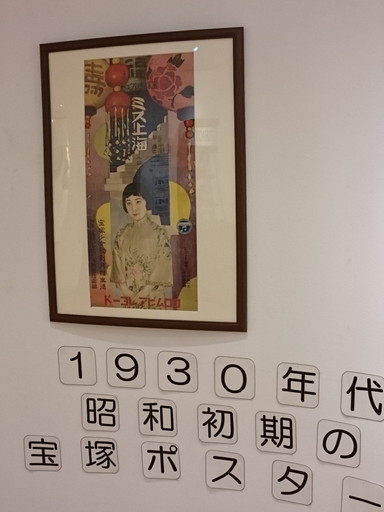 ミス上海
コロムビアレコード
1930年代
昭和初期の
宝塚ポスター